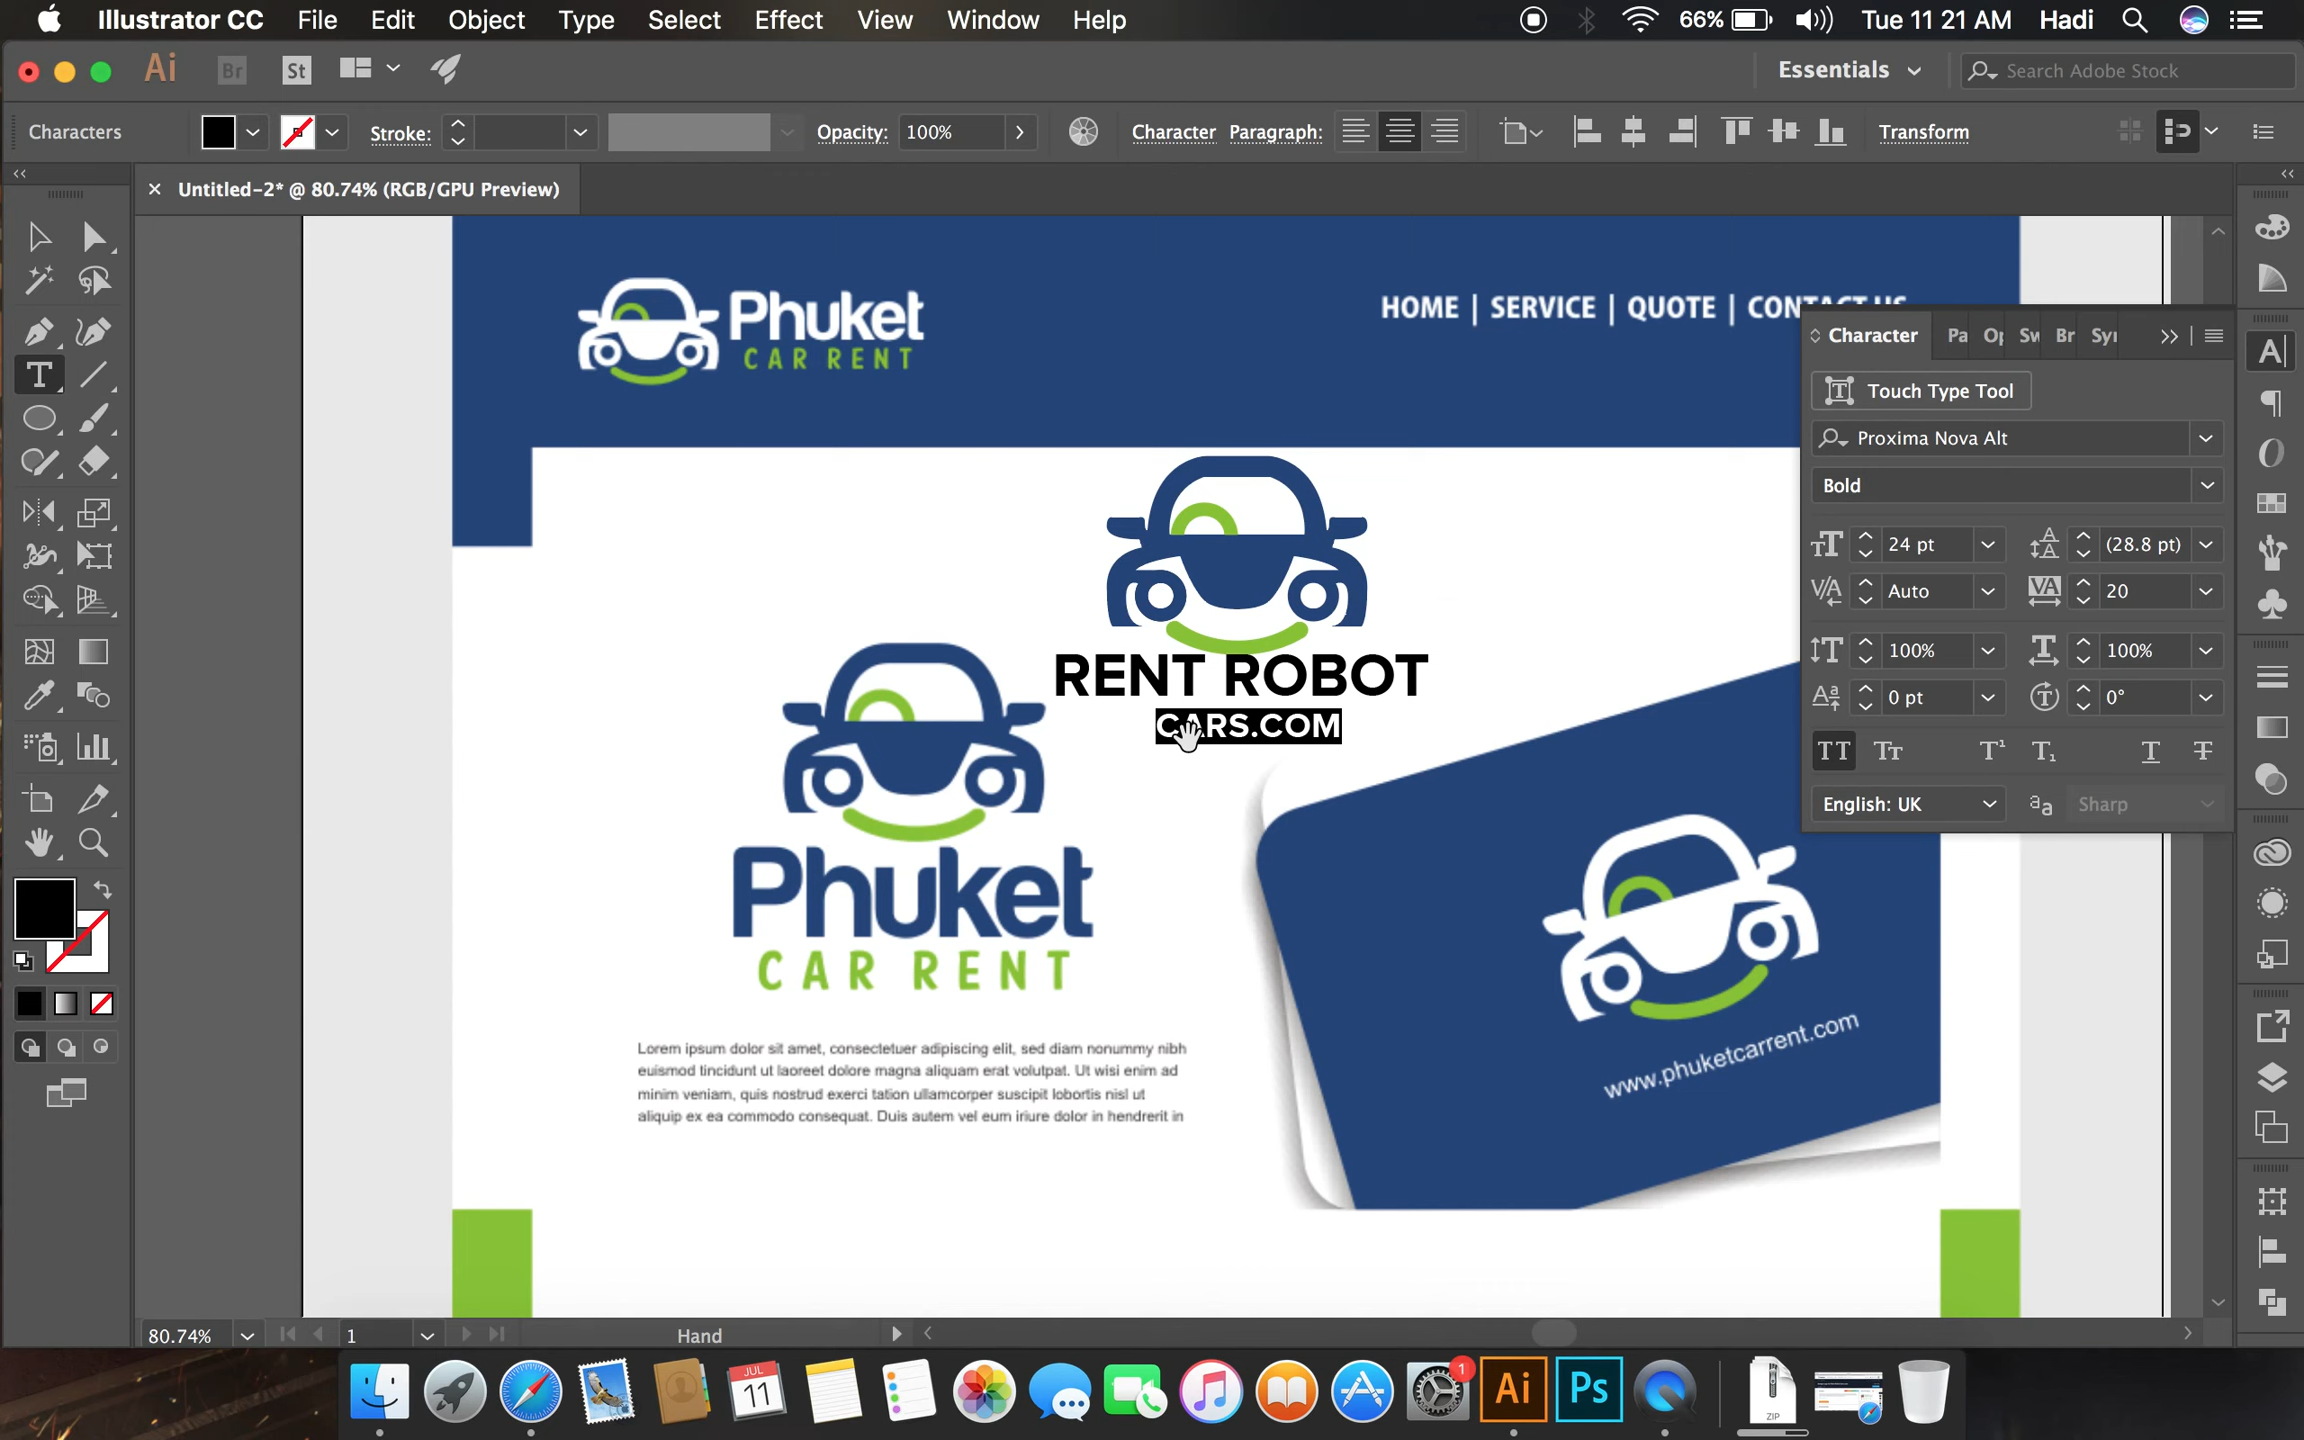 Illustrator CC File Edit Object Type Select Effect View Window Help 66% Tue 11 21 AM Hadi
Ai Br St Essentials Search Adobe Stock
Characters Stroke: Opacity: 100% Character Paragraph: Transform
Untitled-2* @ 80.74% (RGB/GPU Preview)
Phuket
CAR RENT
HOME | SERVICE | QUOTE | CONTACT US
Character Pa Op Sw Br Syı
Touch Type Tool
Proxima Nova Alt
Bold
24 pt (28.8 pt)
Auto 20
100% 100%
0 pt 0°
English: UK Sharp
RENT ROBOT
CARS.COM
Phuket
CAR RENT
www.phuketcarrent.com
Lorem ipsum dolor sit amet, consectetuer adipiscing elit, sed diam nonummy nibh
euismod tincidunt ut laoreet dolore magna aliquam erat volutpat. Ut wisi enim ad
minim veniam, quis nostrud exerci tation ullamcorper suscipit lobortis nisl ut
aliquip ex ea commodo consequat. Duis autem vel eum iriure dolor in hendrerit in
80.74% 1 Hand
JUL
11
1
Ai Ps
ZIP